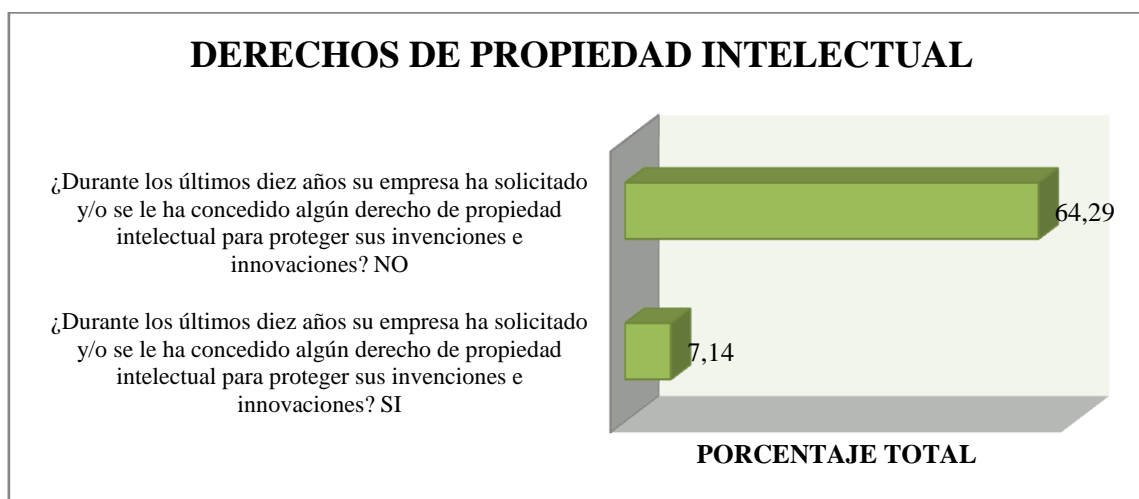 DERECHOS DE PROPIEDAD INTELECTUAL
¿Durante los últimos diez años su empresa ha solicitado
y/o se le ha concedido algún derecho de propiedad
intelectual para proteger sus invenciones e
innovaciones? NO
64,29
¿Durante los últimos diez años su empresa ha solicitado
y/o se le ha concedido algún derecho de propiedad
intelectual para proteger sus invenciones e
innovaciones? SI
7,14
PORCENTAJE TOTAL